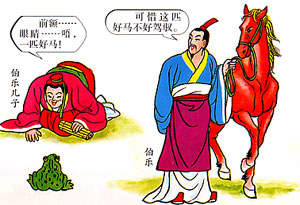 前额……
眼睛……唔，
一匹好马！
可惜这匹
好马不好驾驭。
伯乐儿子
伯乐